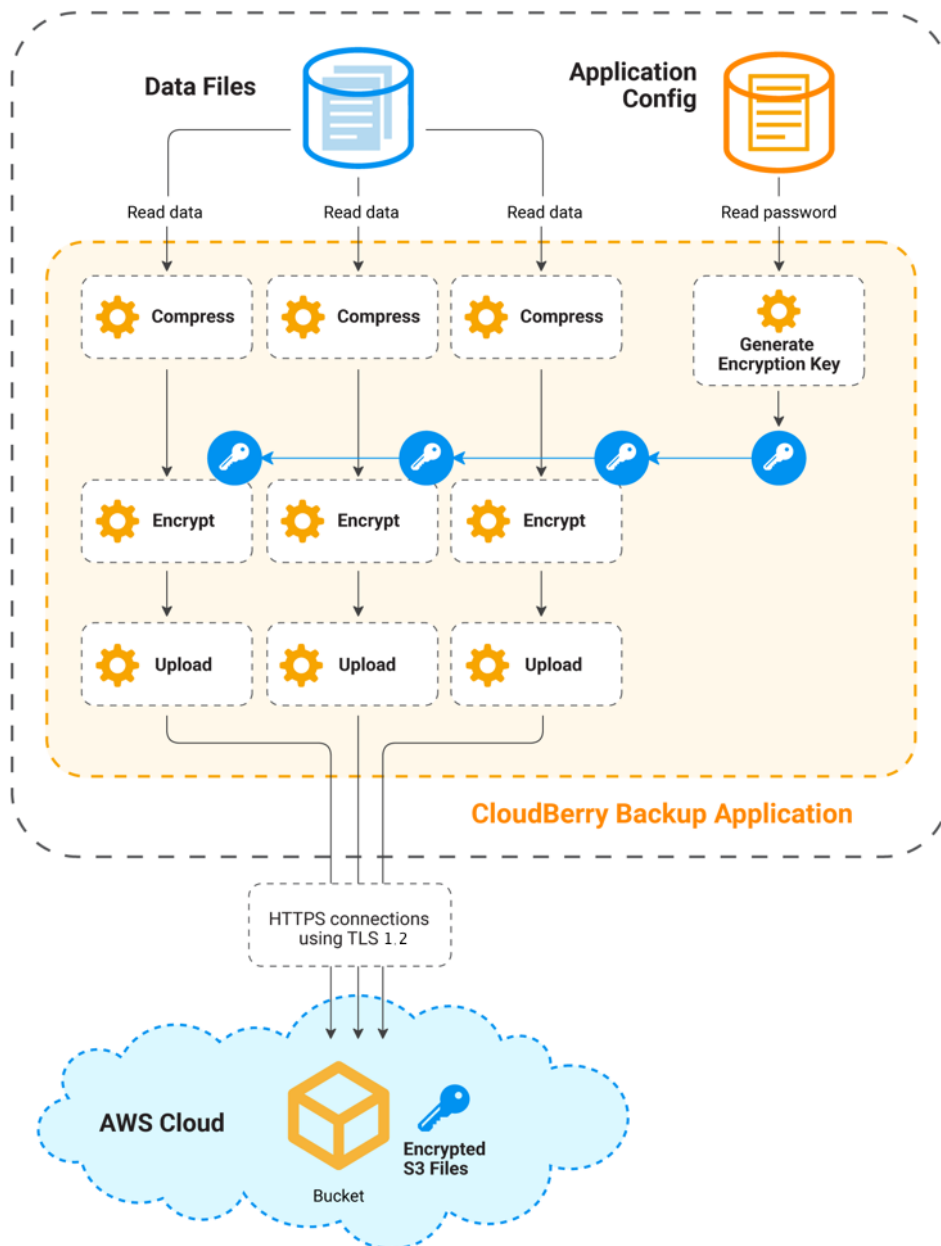 Data Files
Application
Config
Read data
Read data
Read data
Read password
Compress
Compress
Compress
Generate
Encryption Key
Encrypt
Encrypt
Encrypt
Upload
Upload
Upload
CloudBerry Backup Application
HTTPS connections
using TLS 1.2
AWS Cloud
Encrypted
S3 Files
Bucket